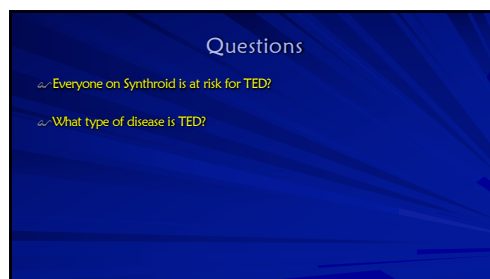 Questions
Everyone on Synthroid is at risk for TED?
What type of disease is TED?